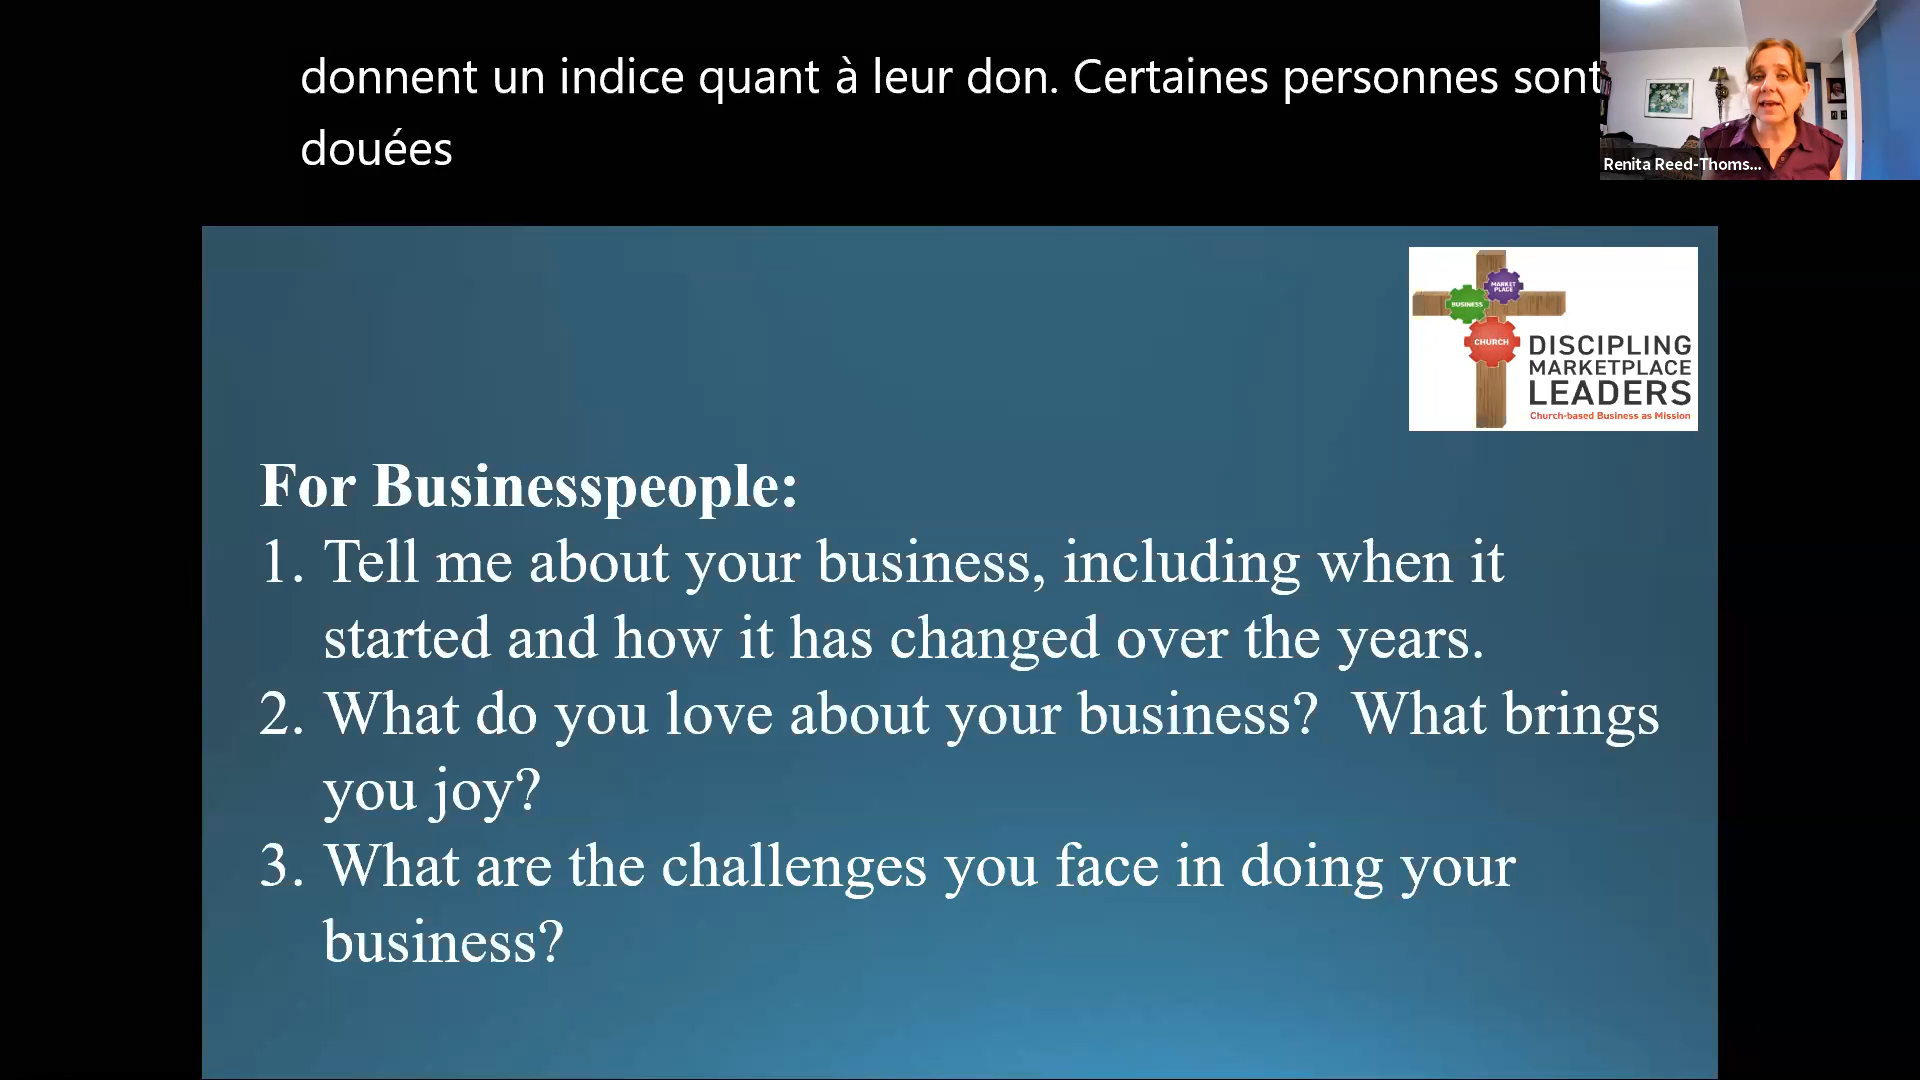 donnent un indice quant à leur don. Certaines personnes sont
douées
Renita Reed-Thoms...
MARKET
PLACE
BUSINESS
CHURCH
DISCIPLING
MARKETPLACE
LEADERS
Church-based Business as Mission
For Businesspeople:
1. Tell me about your business, including when it
started and how it has changed over the years.
2. What do you love about your business?  What brings
you joy?
3. What are the challenges you face in doing your
business?